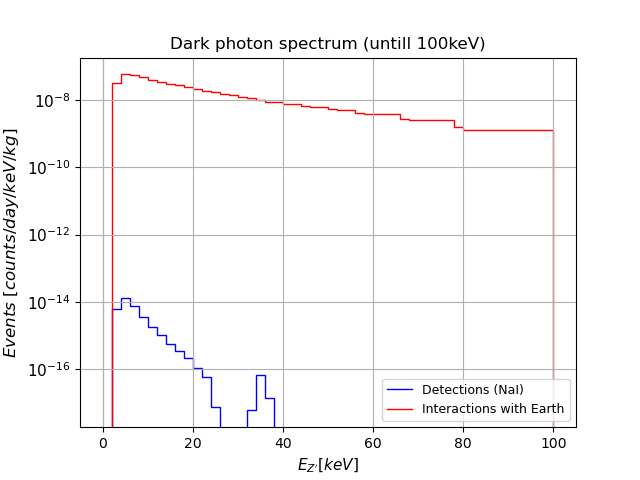 Dark photon spectrum (untill 100keV)
Events [counts/day/keV/kg]
10⁻⁸
10⁻¹⁰
10⁻¹²
10⁻¹⁴
10⁻¹⁶
Detections (NaI)
Interactions with Earth
0 20 40 60 80 100
E_Z'[keV]